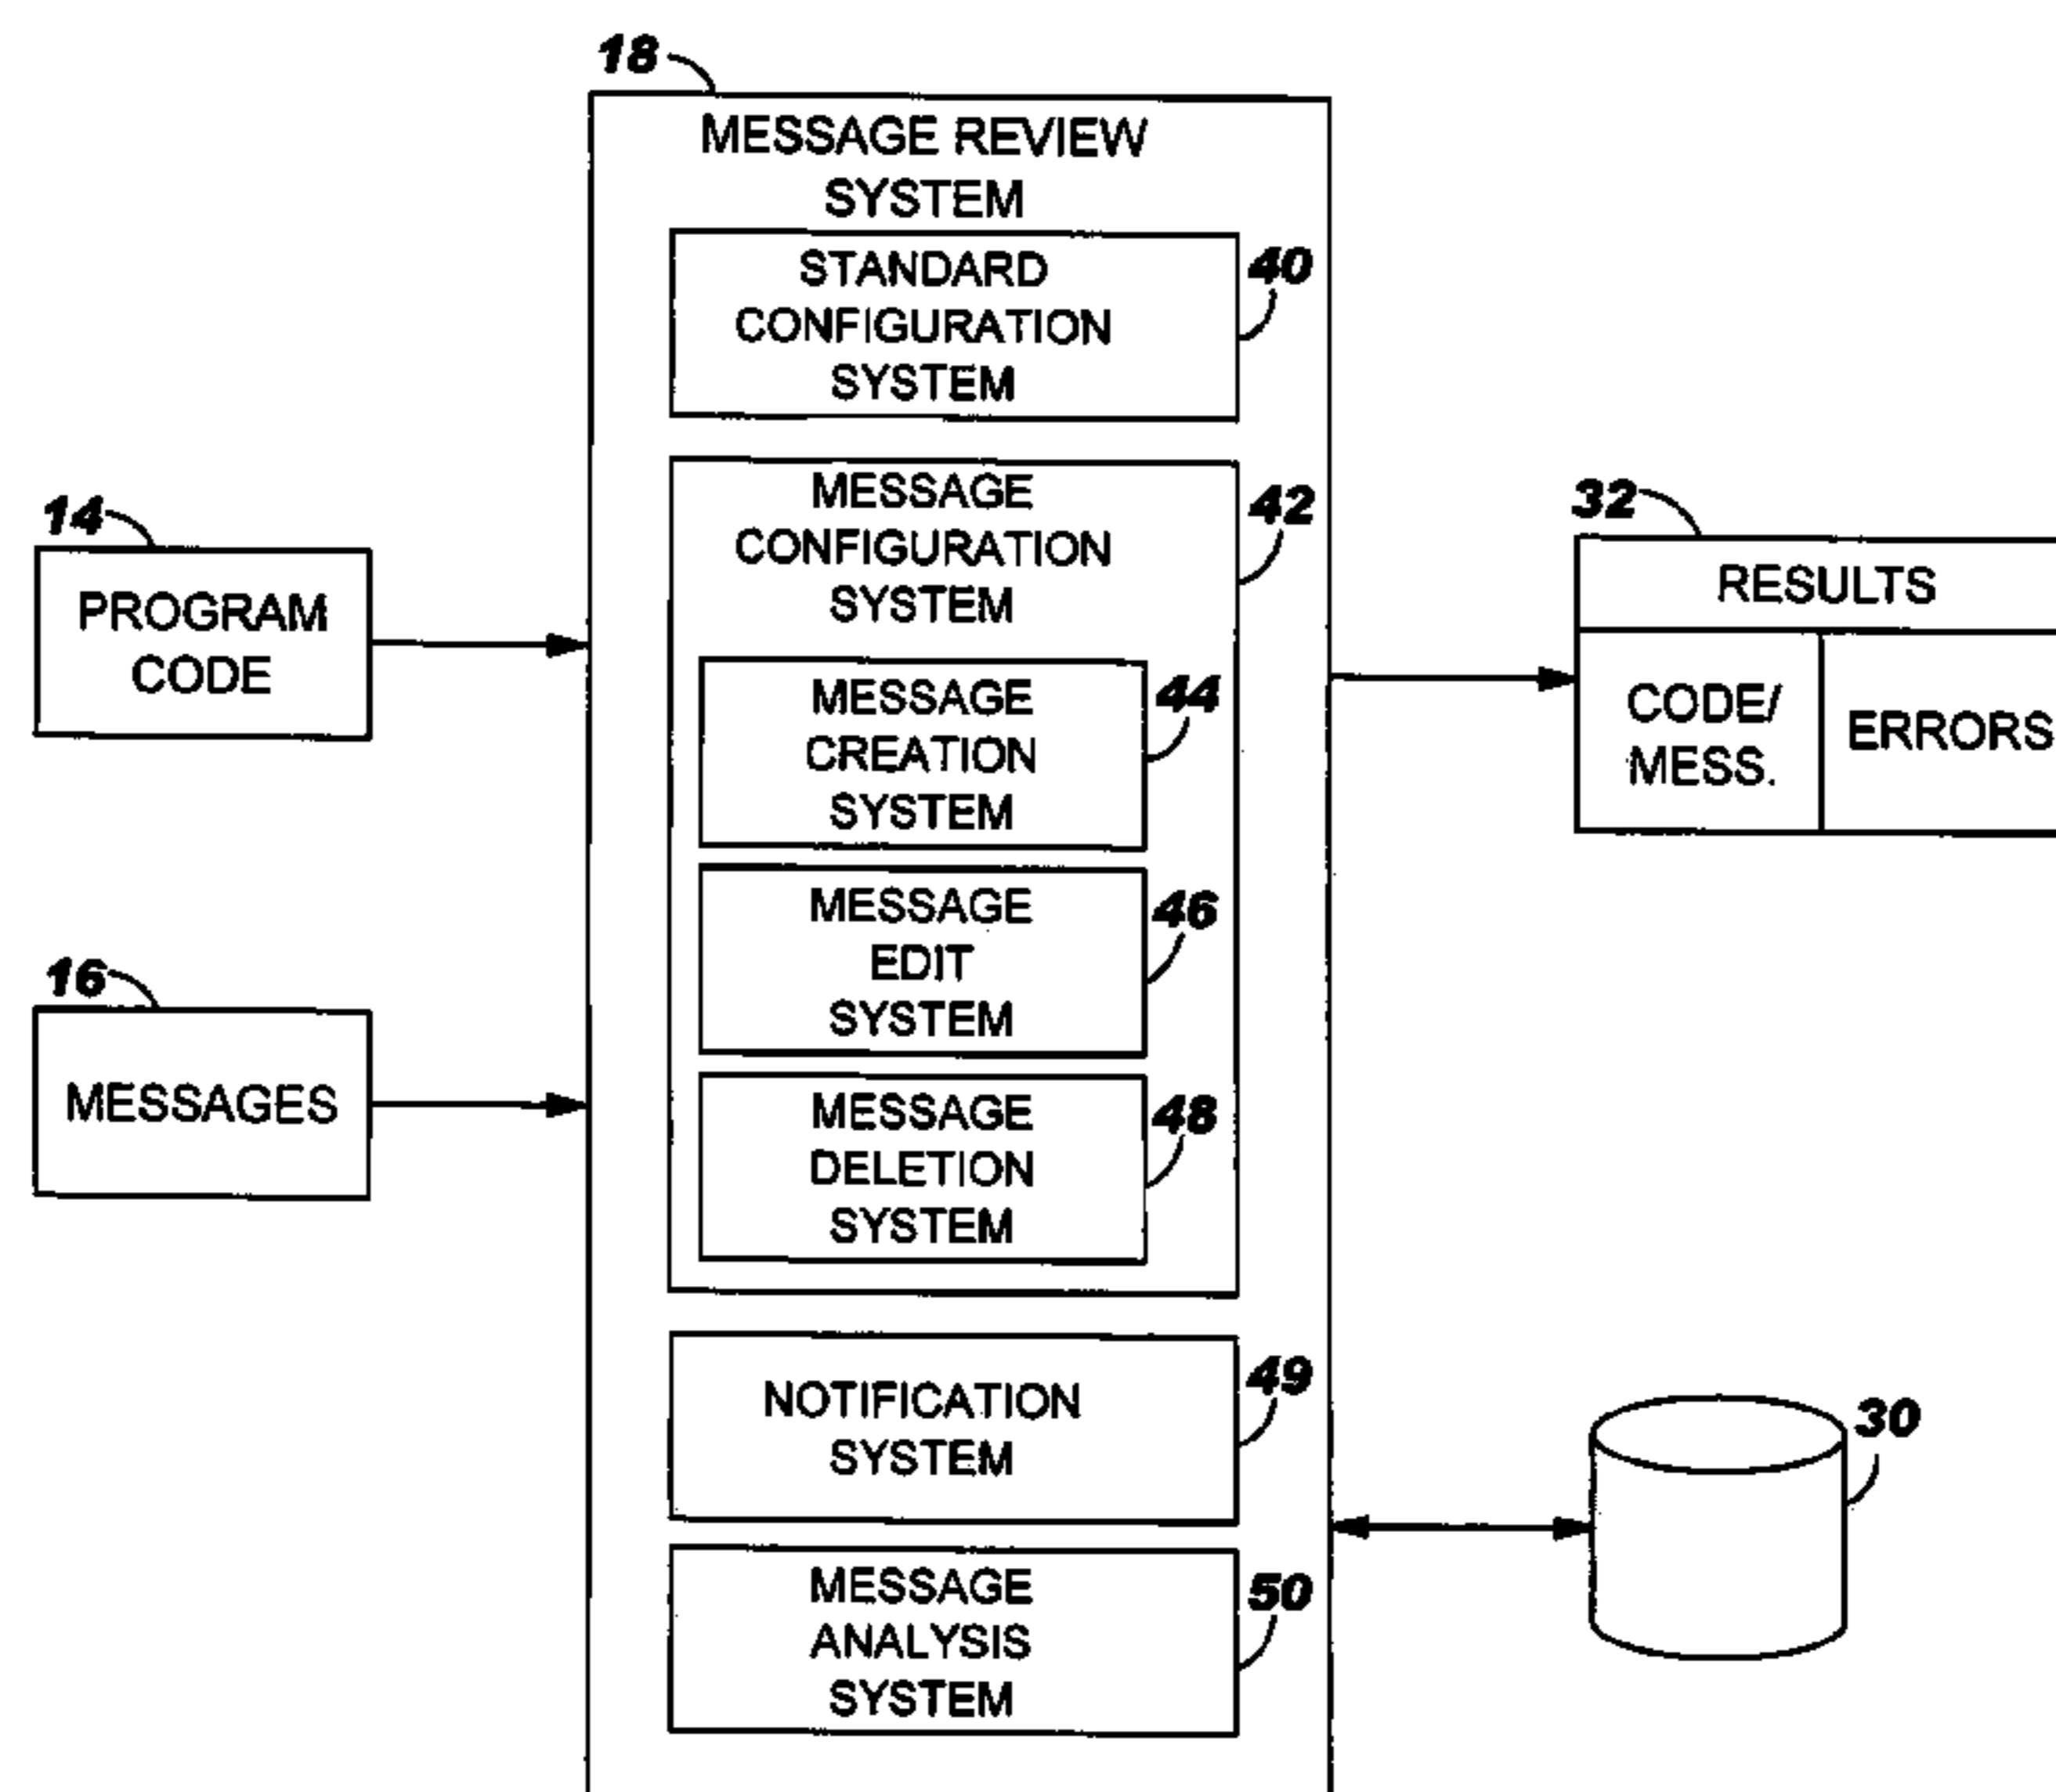 18
MESSAGE REVIEW
SYSTEM
STANDARD
CONFIGURATION
SYSTEM
40
MESSAGE
CONFIGURATION
SYSTEM
42
MESSAGE
CREATION
SYSTEM
44
MESSAGE
EDIT
SYSTEM
46
MESSAGE
DELETION
SYSTEM
48
NOTIFICATION
SYSTEM
49
MESSAGE
ANALYSIS
SYSTEM
50
14
PROGRAM
CODE
16
MESSAGES
32
RESULTS
CODE/
MESS.
ERRORS
30